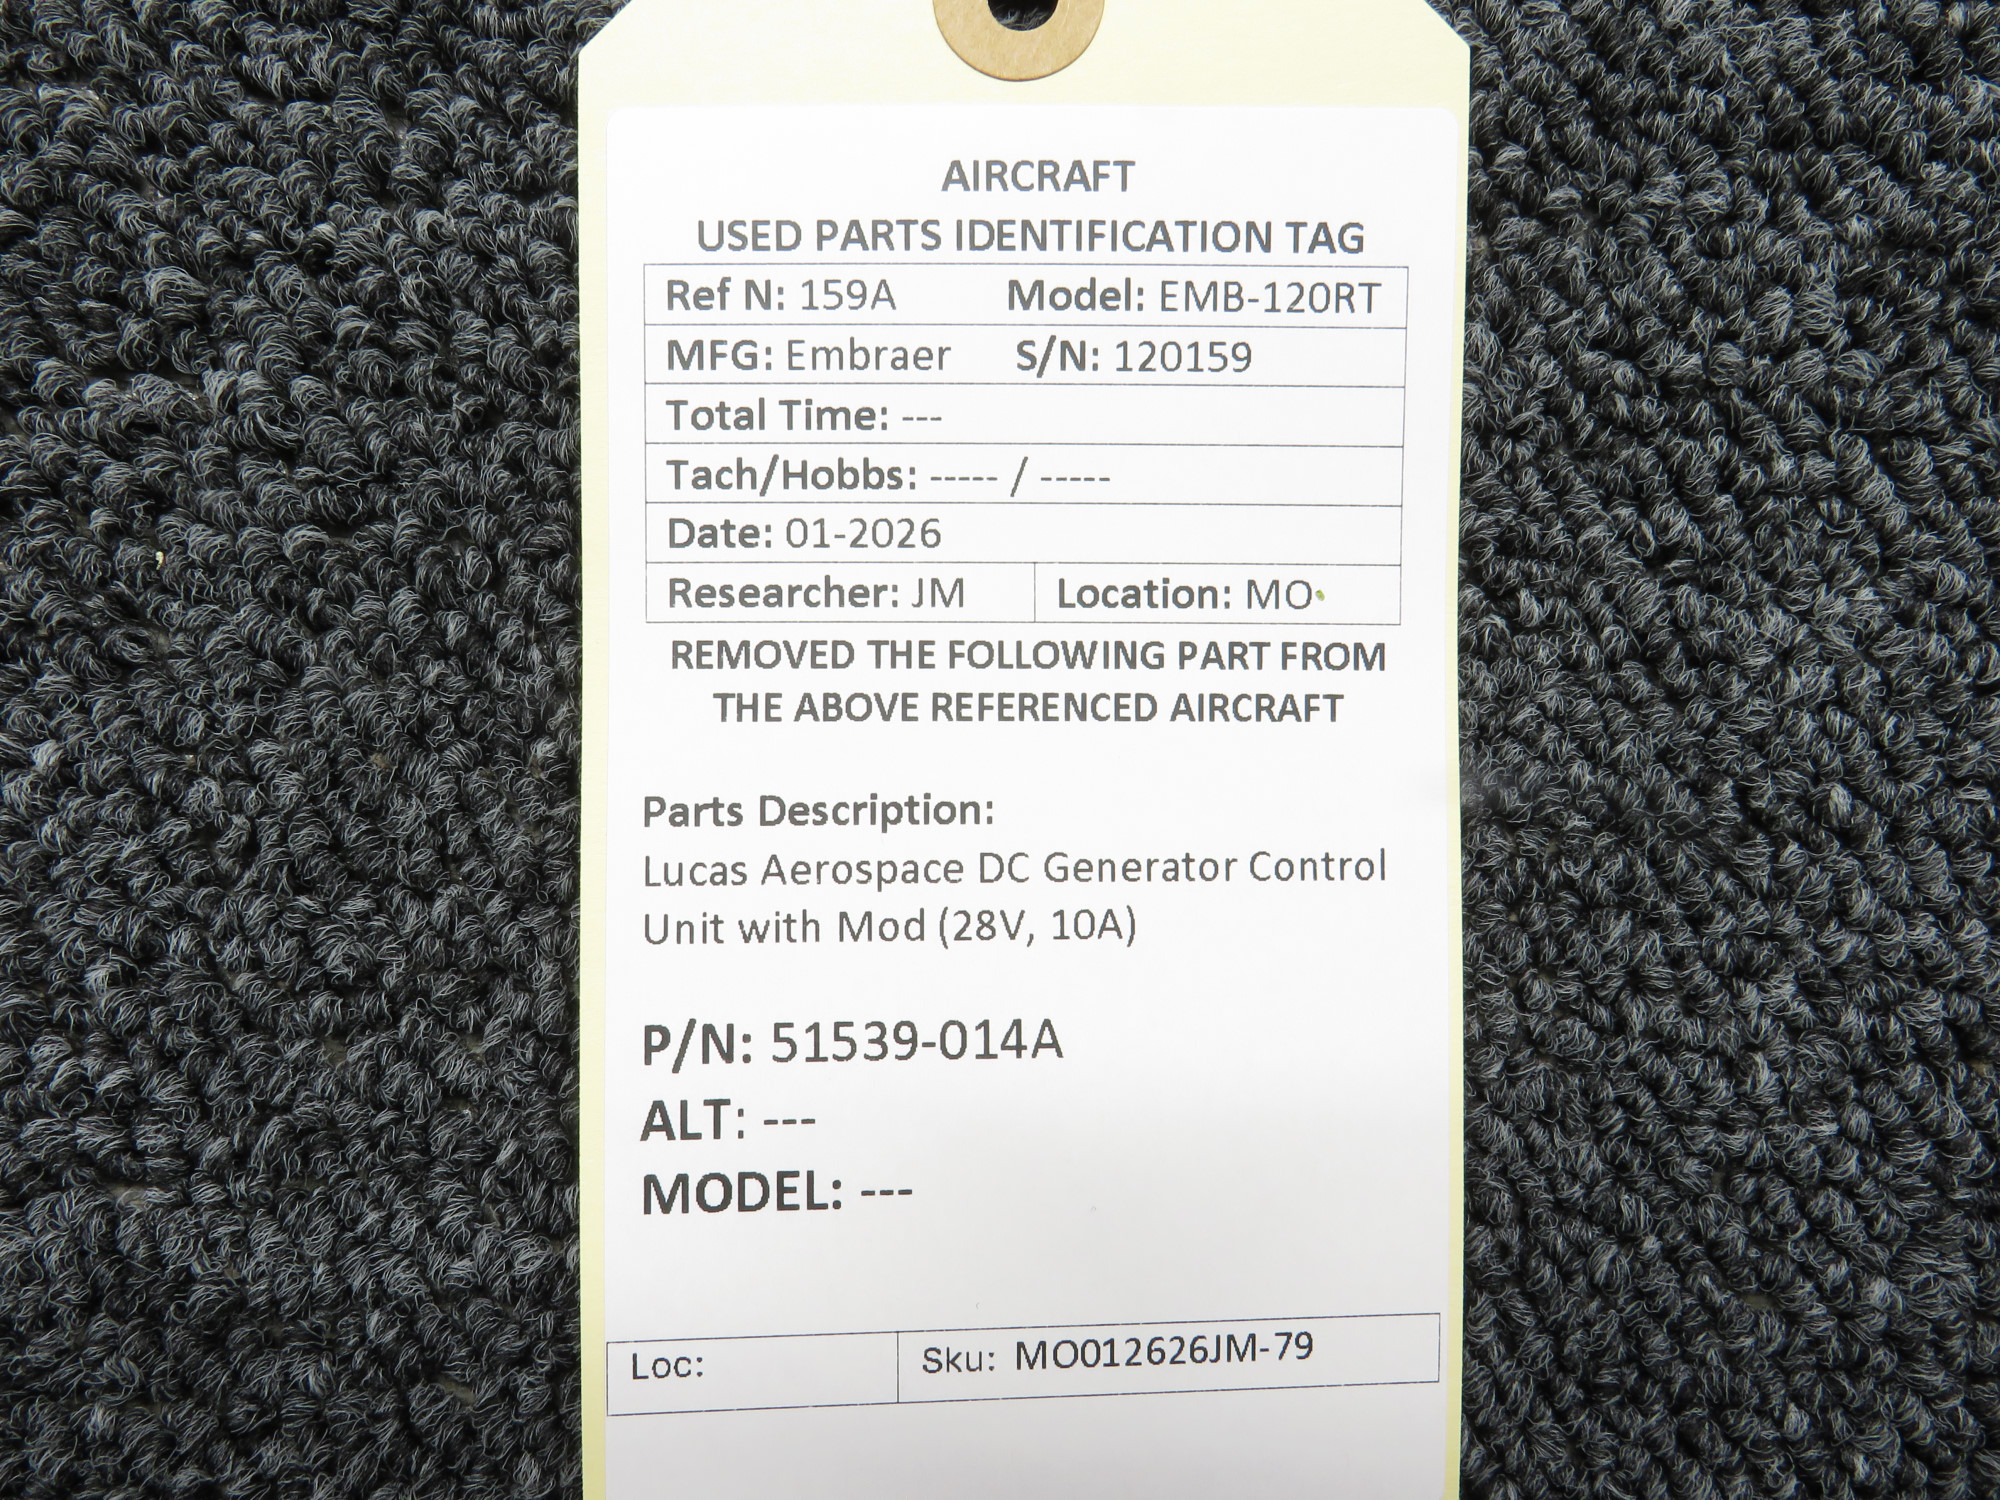 AIRCRAFT
USED PARTS IDENTIFICATION TAG
Ref N: 159A Model: EMB-120RT
MFG: Embraer S/N: 120159
Total Time: ---
Tach/Hobbs: ----- / -----
Date: 01-2026
Researcher: JM Location: MO
REMOVED THE FOLLOWING PART FROM
THE ABOVE REFERENCED AIRCRAFT
Parts Description:
Lucas Aerospace DC Generator Control
Unit with Mod (28V, 10A)
P/N: 51539-014A
ALT: ---
MODEL: ---
Loc: Sku: MO012626JM-79